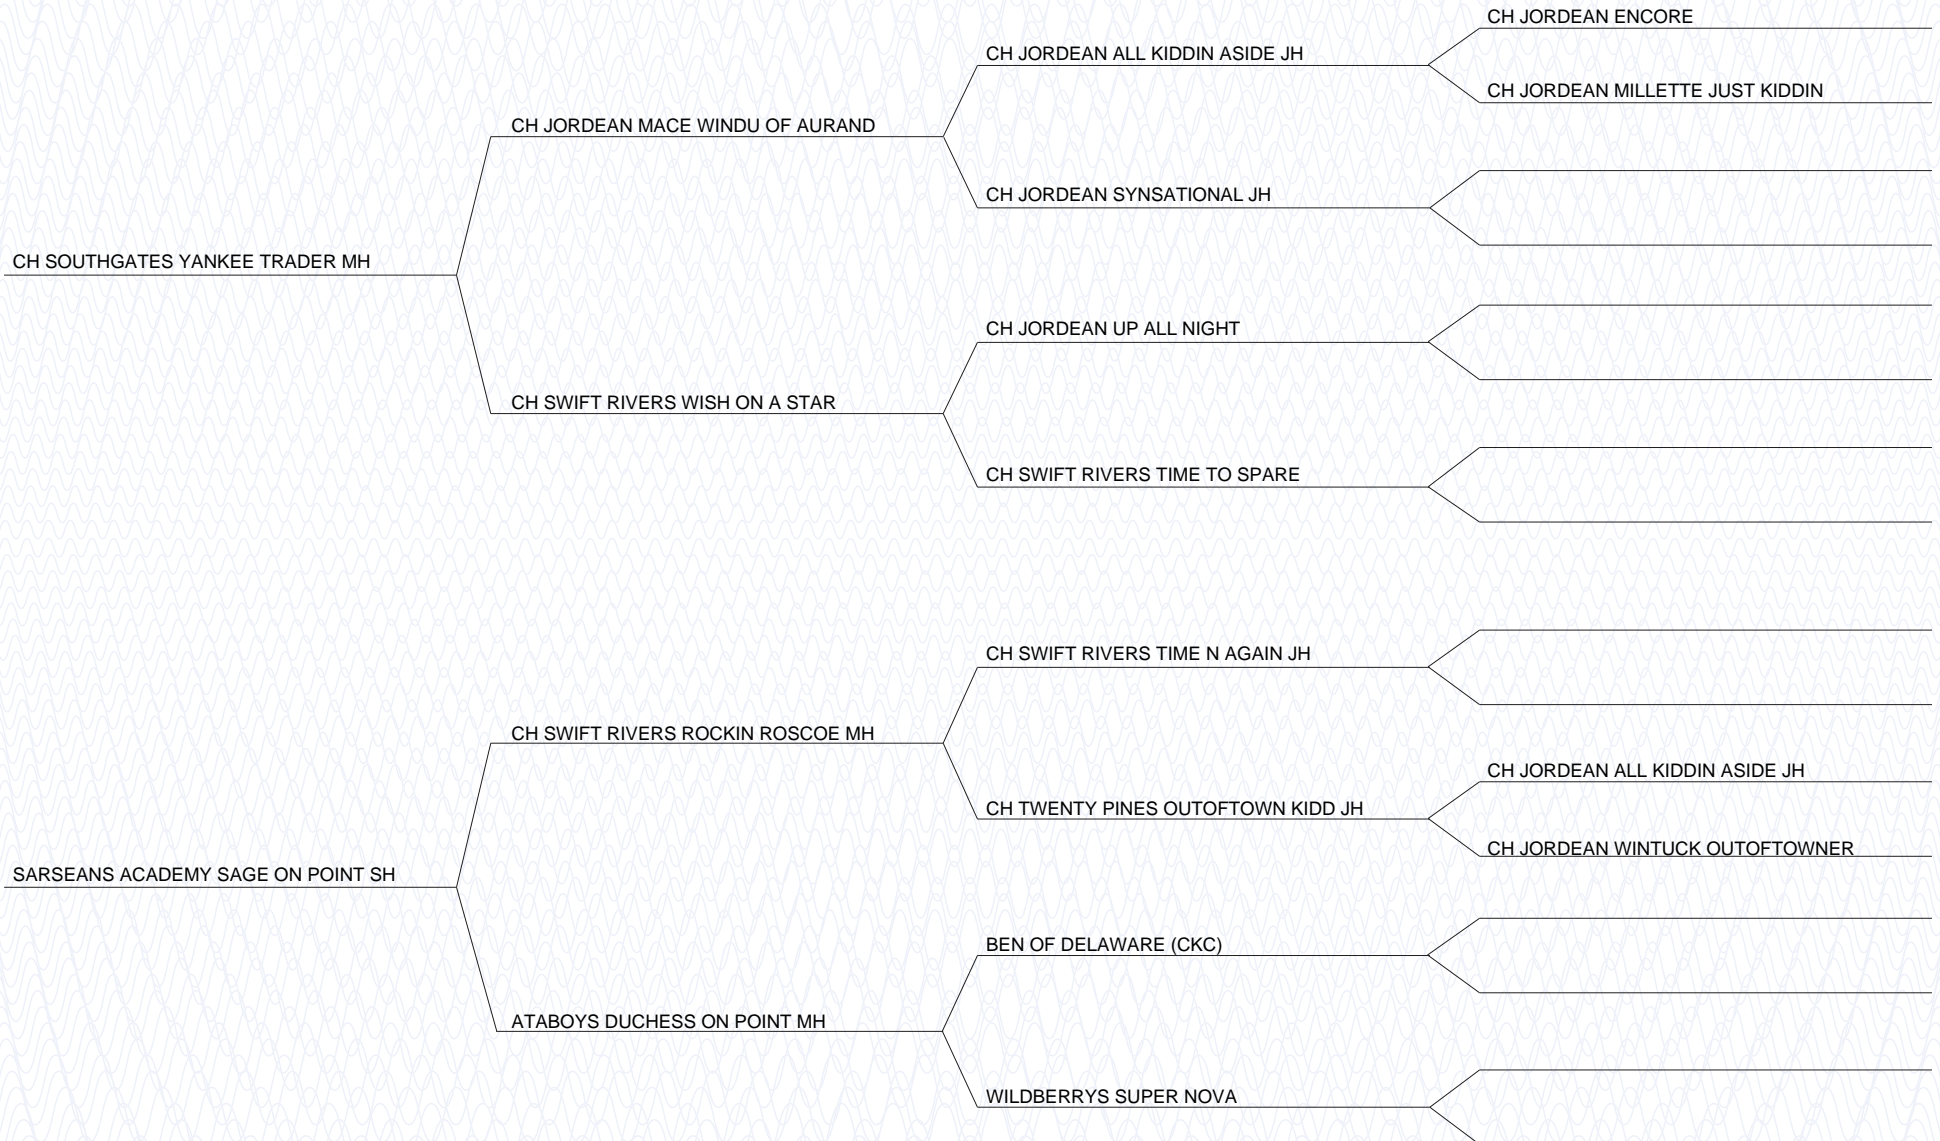 CH JORDEAN ENCORE
CH JORDEAN ALL KIDDIN ASIDE JH
CH JORDEAN MILLETTE JUST KIDDIN
CH JORDEAN MACE WINDU OF AURAND
CH JORDEAN SYNSATIONAL JH
CH SOUTHGATES YANKEE TRADER MH
CH JORDEAN UP ALL NIGHT
CH SWIFT RIVERS WISH ON A STAR
CH SWIFT RIVERS TIME TO SPARE
CH SWIFT RIVERS TIME N AGAIN JH
CH SWIFT RIVERS ROCKIN ROSCOE MH
CH JORDEAN ALL KIDDIN ASIDE JH
CH TWENTY PINES OUTOFTOWN KIDD JH
CH JORDEAN WINTUCK OUTOFTOWNER
SARSEANS ACADEMY SAGE ON POINT SH
BEN OF DELAWARE (CKC)
ATABOYS DUCHESS ON POINT MH
WILDBERRYS SUPER NOVA